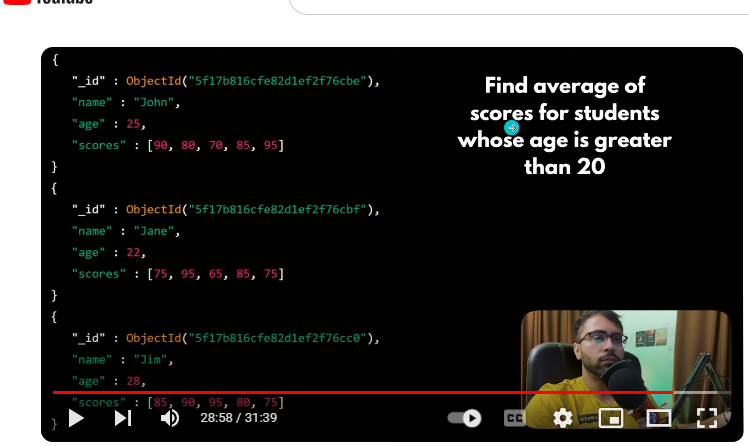 YouTube
{
"_id" : ObjectId("5f17b816cfe82d1ef2f76cbe"),
"name" : "John",
"age" : 25,
"scores" : [90, 80, 70, 85, 95]
}
{
"_id" : ObjectId("5f17b816cfe82d1ef2f76cbf"),
"name" : "Jane",
"age" : 22,
"scores" : [75, 95, 65, 85, 75]
}
{
"_id" : ObjectId("5f17b816cfe82d1ef2f76cc0"),
"name" : "Jim",
"age" : 28,
"scores" : [85, 90, 95, 80, 75]
}
Find average of
scores for students
whose age is greater
than 20
28:58 / 31:39
CC